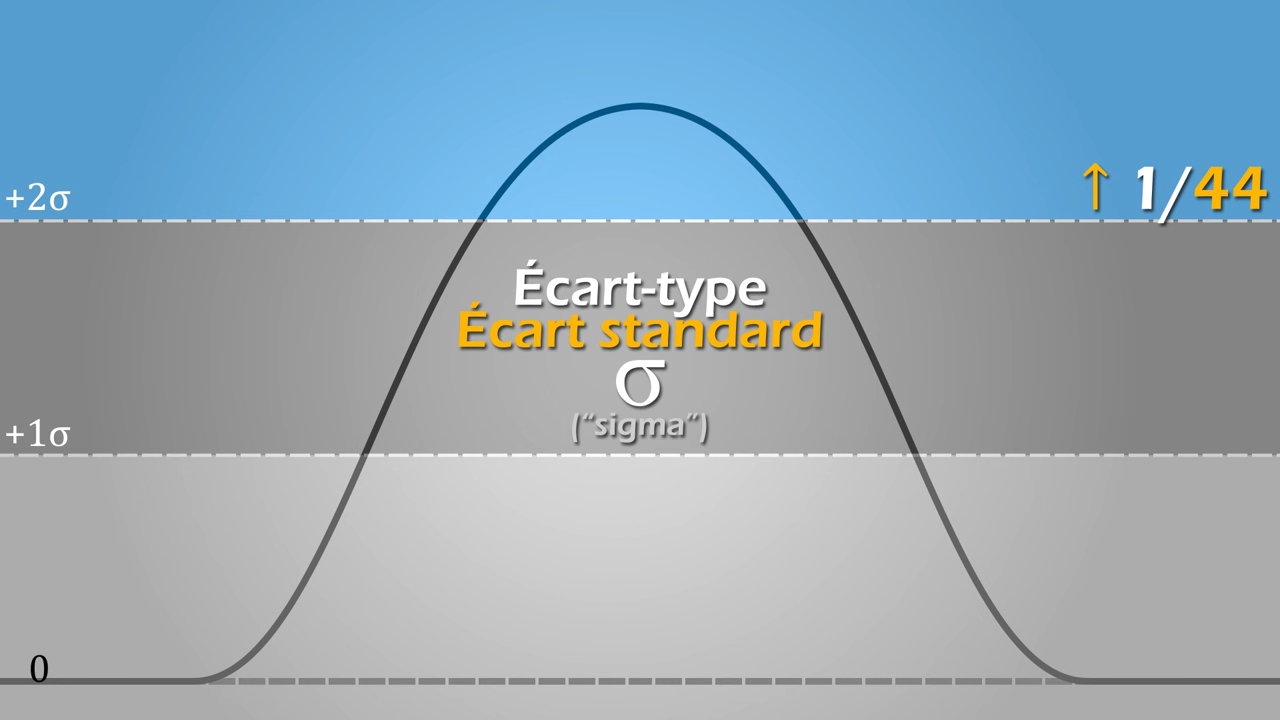 +2σ
↑ 1/44
Écart-type
Écart standard
σ
(“sigma”)
+1σ
0